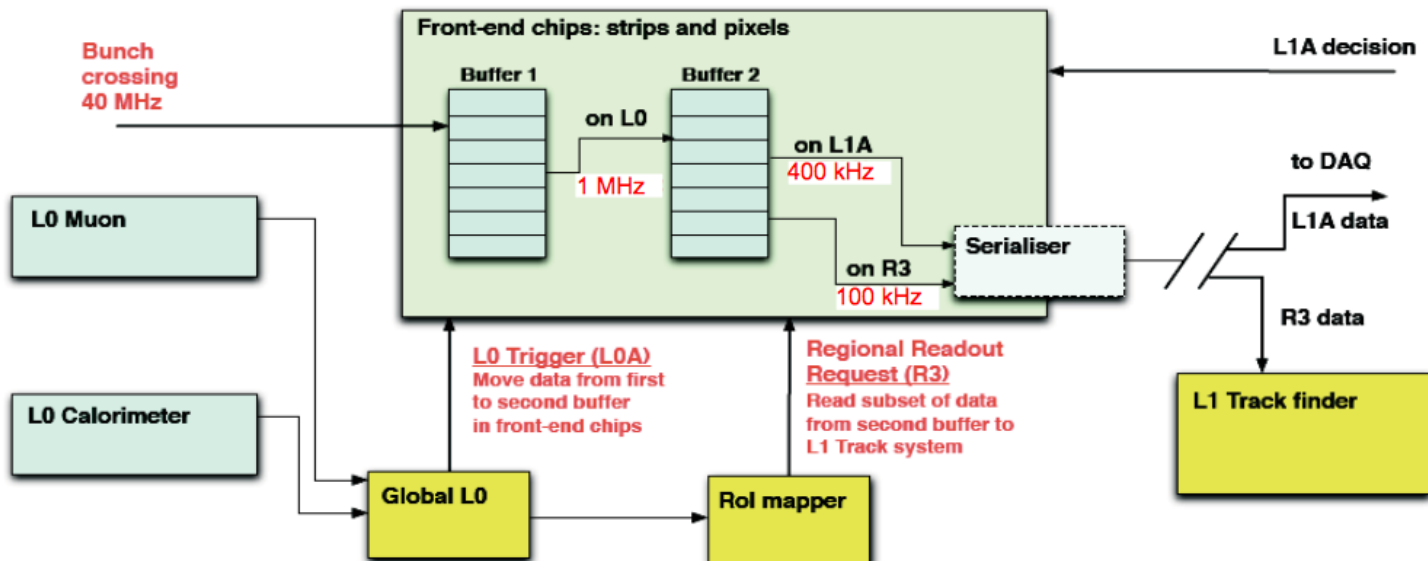 Front-end chips: strips and pixels
Bunch
crossing
40 MHz
Buffer 1
Buffer 2
L1A decision
on L0
1 MHz
on L1A
400 kHz
to DAQ
L1A data
L0 Muon
Serialiser
on R3
100 kHz
R3 data
L0 Trigger (L0A)
Move data from first
to second buffer
in front-end chips
Regional Readout
Request (R3)
Read subset of data
from second buffer to
L1 Track system
L0 Calorimeter
L1 Track finder
Global L0
RoI mapper